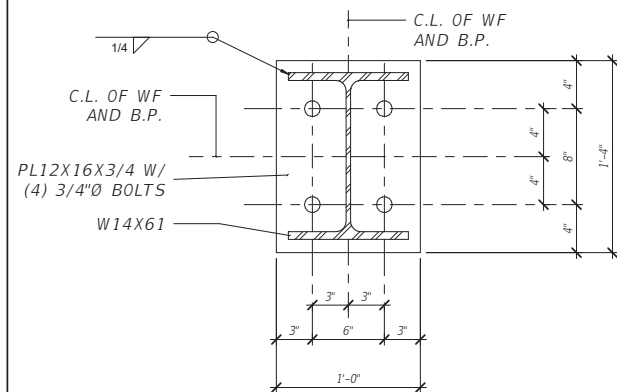 C.L. OF WF
AND B.P.
1/4
C.L. OF WF
AND B.P.
PL12X16X3/4 W/
(4) 3/4"Ø BOLTS
W14X61
4"
4"
8"
1'-4"
4"
4"
3"
3"
3"
6"
3"
1'-0"